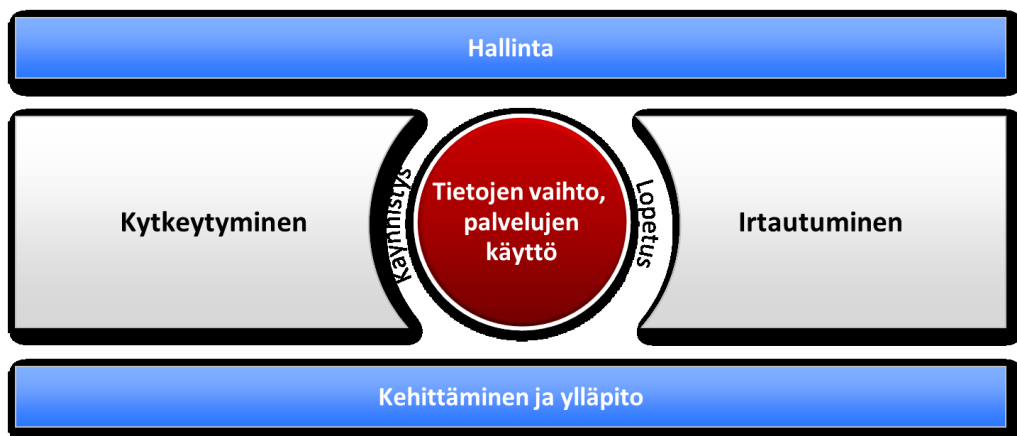 Hallinta
Kytkeytyminen
Käynnistys
Tietojen vaihto,
palvelujen
käyttö
Lopetus
Irtautuminen
Kehittäminen ja ylläpito